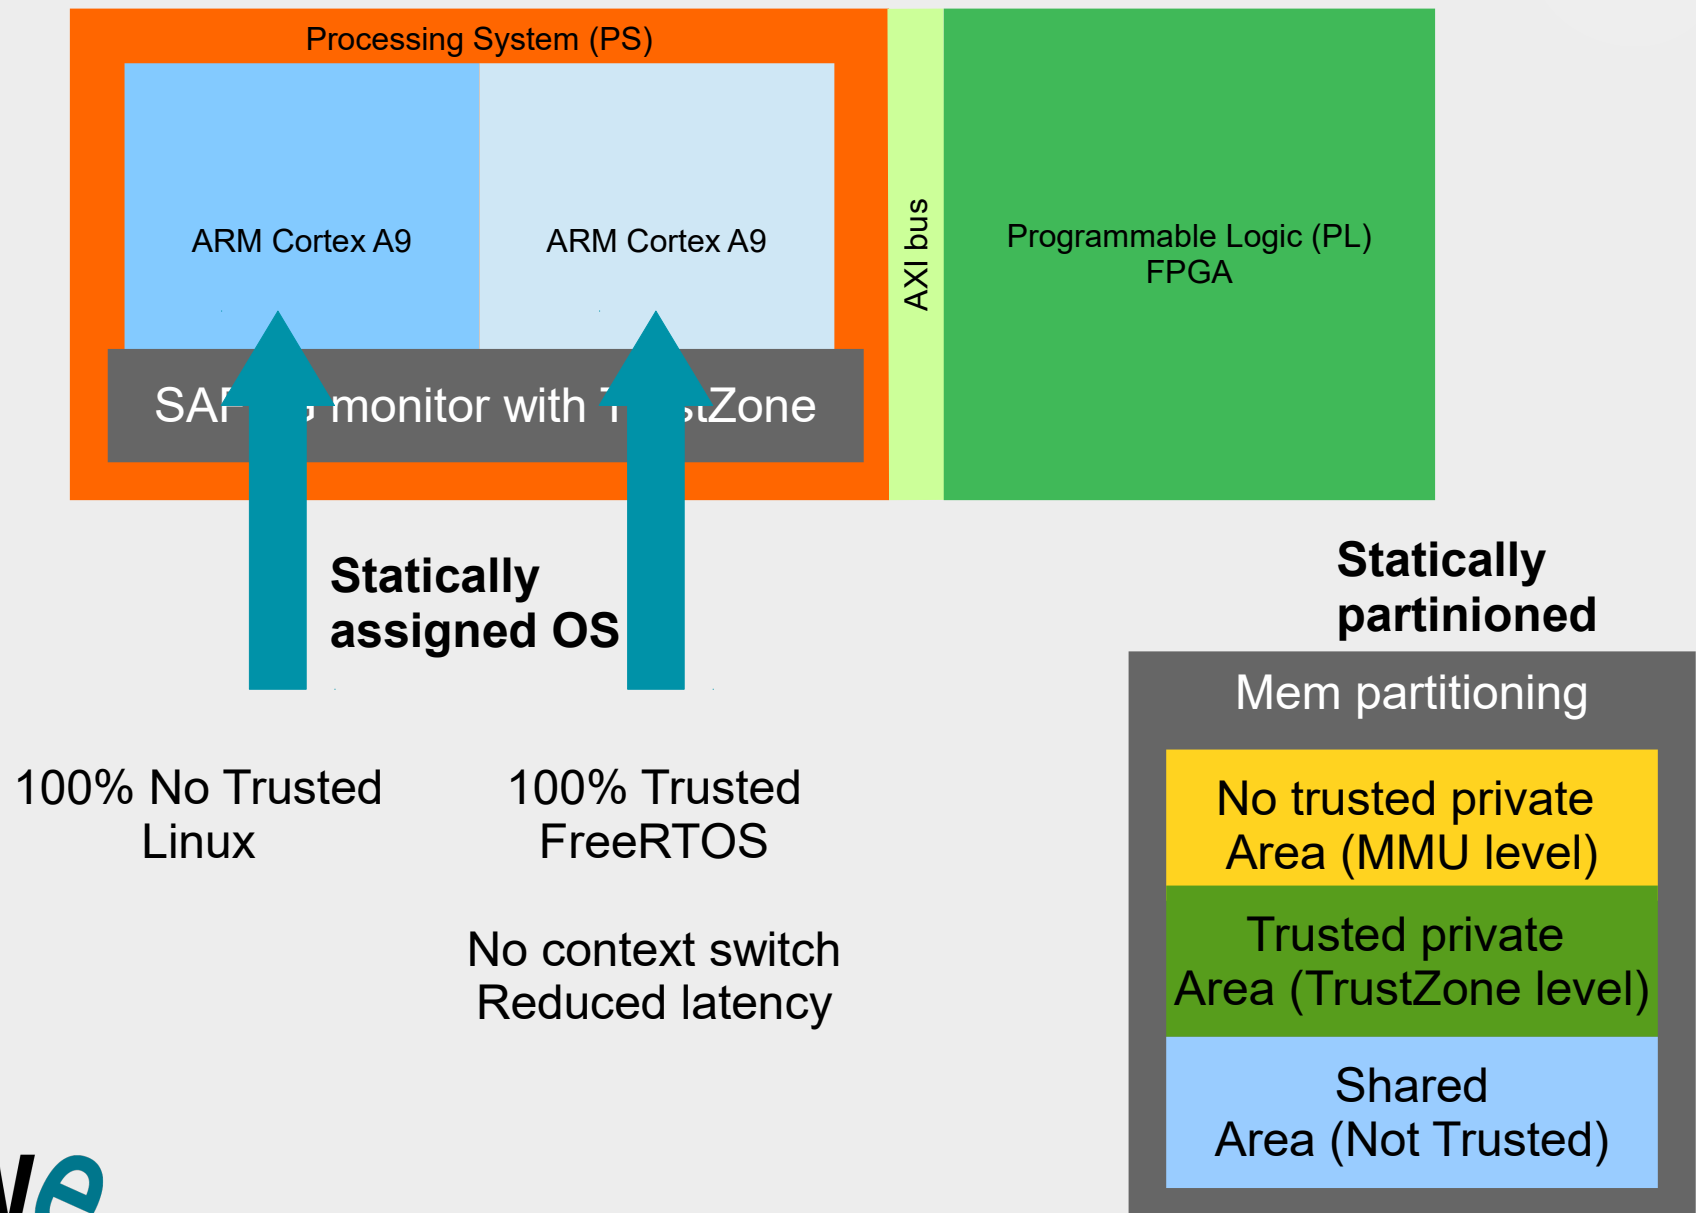 Processing System (PS)
ARM Cortex A9
ARM Cortex A9
AXI bus
Programmable Logic (PL)
FPGA
monitor with
Statically
assigned OS
Statically
partinioned
Mem partitioning
100% No Trusted
Linux
100% Trusted
FreeRTOS
No context switch
Reduced latency
No trusted private
Area (MMU level)
Trusted private
Area (TrustZone level)
Shared
Area (Not Trusted)